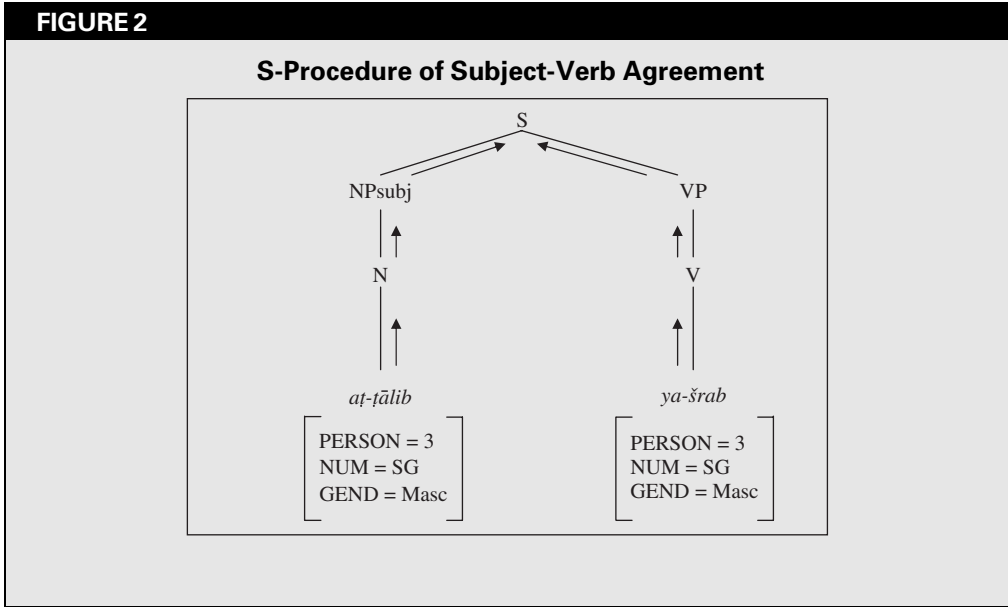 FIGURE 2
S-Procedure of Subject-Verb Agreement
S
NPsubj VP
N V
aṭ-ṭālib ya-šrab
PERSON = 3 PERSON = 3
NUM = SG NUM = SG
GEND = Masc GEND = Masc